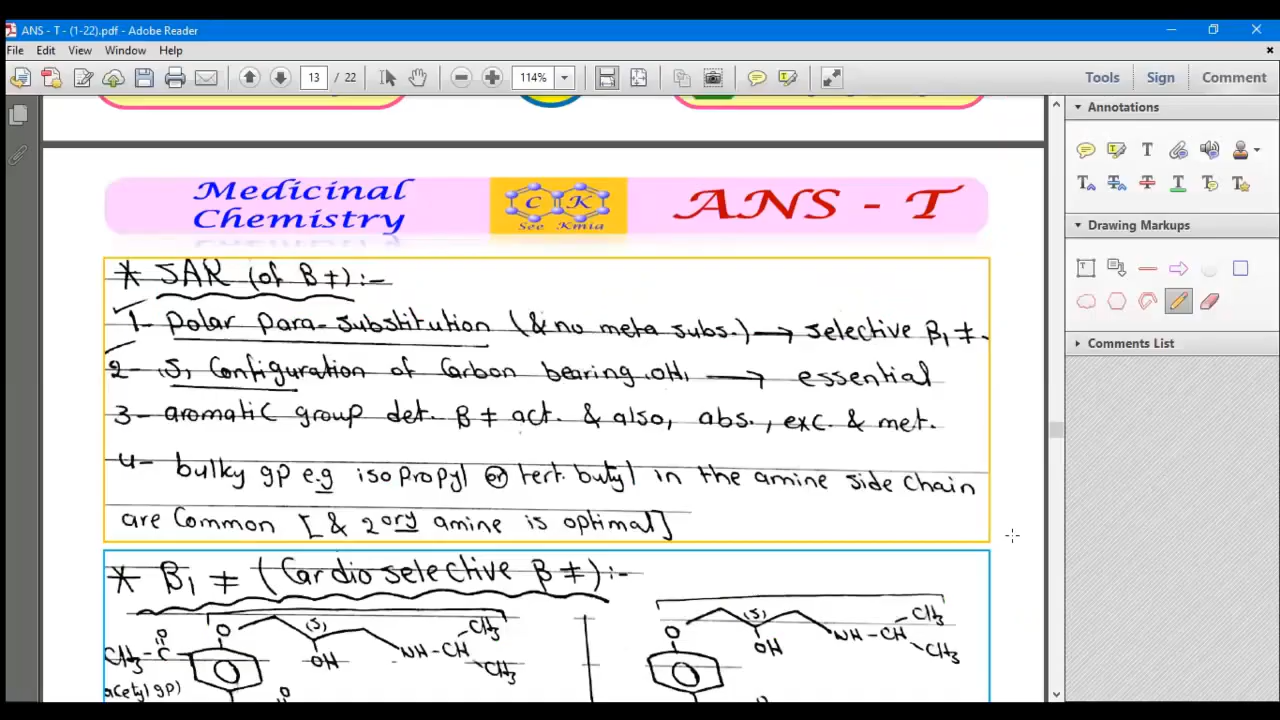 ANS - T - (1-22).pdf - Adobe Reader
File Edit View Window Help
13 / 22 114% Tools Sign Comment
Annotations
Drawing Markups
Comments List
Medicinal Chemistry
C K
See Kmia
ANS - T
* SAR (of B ≠) :-
1- Polar Para-substitution (& no meta subs.) → selective B₁ ≠.
2- (S) Configuration of Carbon bearing (OH) → essential
3- aromatic group det. B ≠ act. & also, abs., exc. & met.
4- bulky gp e.g isopropyl or tert. butyl in the amine side chain
are Common [& 2ory amine is optimal]
* B₁ ≠ (Cardio selective B ≠) :-
O (S) OH NH-CH CH₃ CH₃
CH₃-C O
acetyl gp)
O
O (S) OH NH-CH CH₃ CH₃